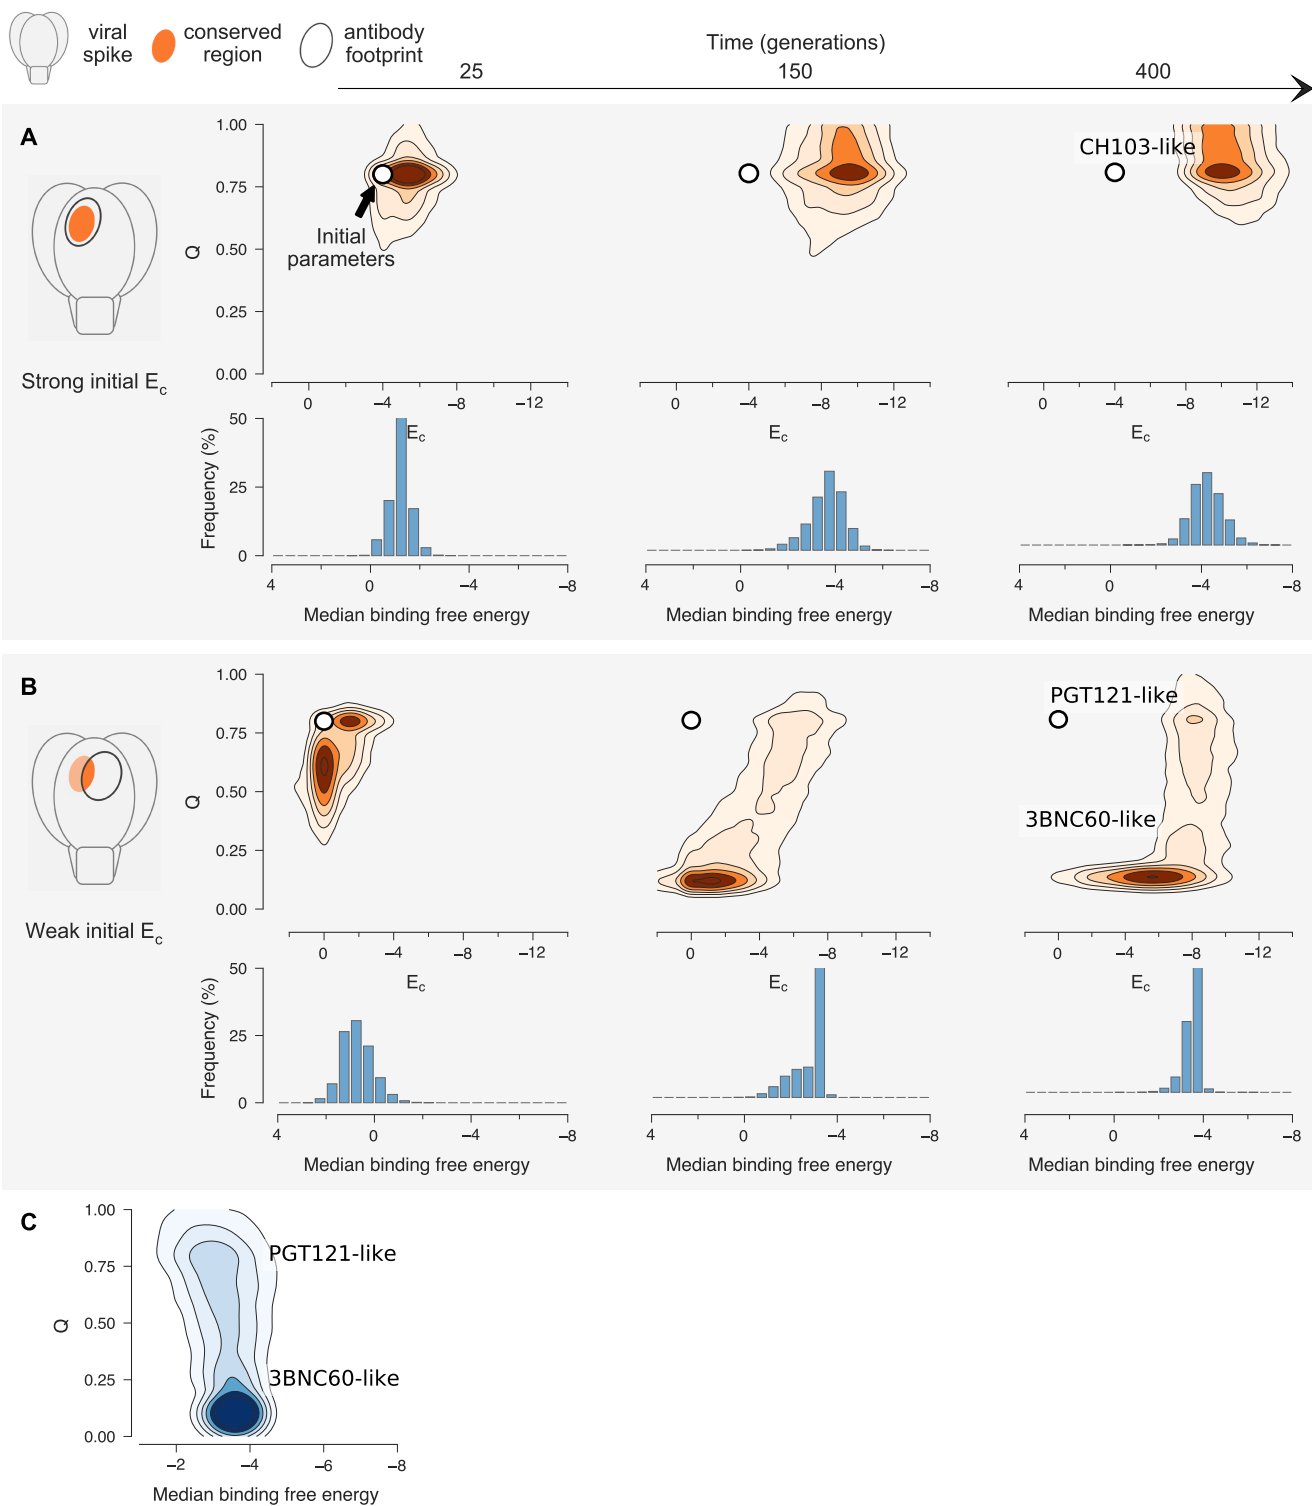 viral
spike
conserved
region
antibody
footprint
Time (generations)
25
150
400
A
Strong initial Ec
Q
1.00
0.75
0.50
0.25
0.00
Initial
parameters
CH103-like
0 −4 −8 −12
0 −4 −8 −12
0 −4 −8 −12
Ec
Ec
Ec
Frequency (%)
50
25
0
4 0 −4 −8
4 0 −4 −8
4 0 −4 −8
Median binding free energy
Median binding free energy
Median binding free energy
B
Weak initial Ec
Q
1.00
0.75
0.50
0.25
0.00
PGT121-like
3BNC60-like
0 −4 −8 −12
0 −4 −8 −12
0 −4 −8 −12
Ec
Ec
Ec
Frequency (%)
50
25
0
4 0 −4 −8
4 0 −4 −8
4 0 −4 −8
Median binding free energy
Median binding free energy
Median binding free energy
C
Q
1.00
0.75
0.50
0.25
0.00
PGT121-like
3BNC60-like
−2 −4 −6 −8
Median binding free energy